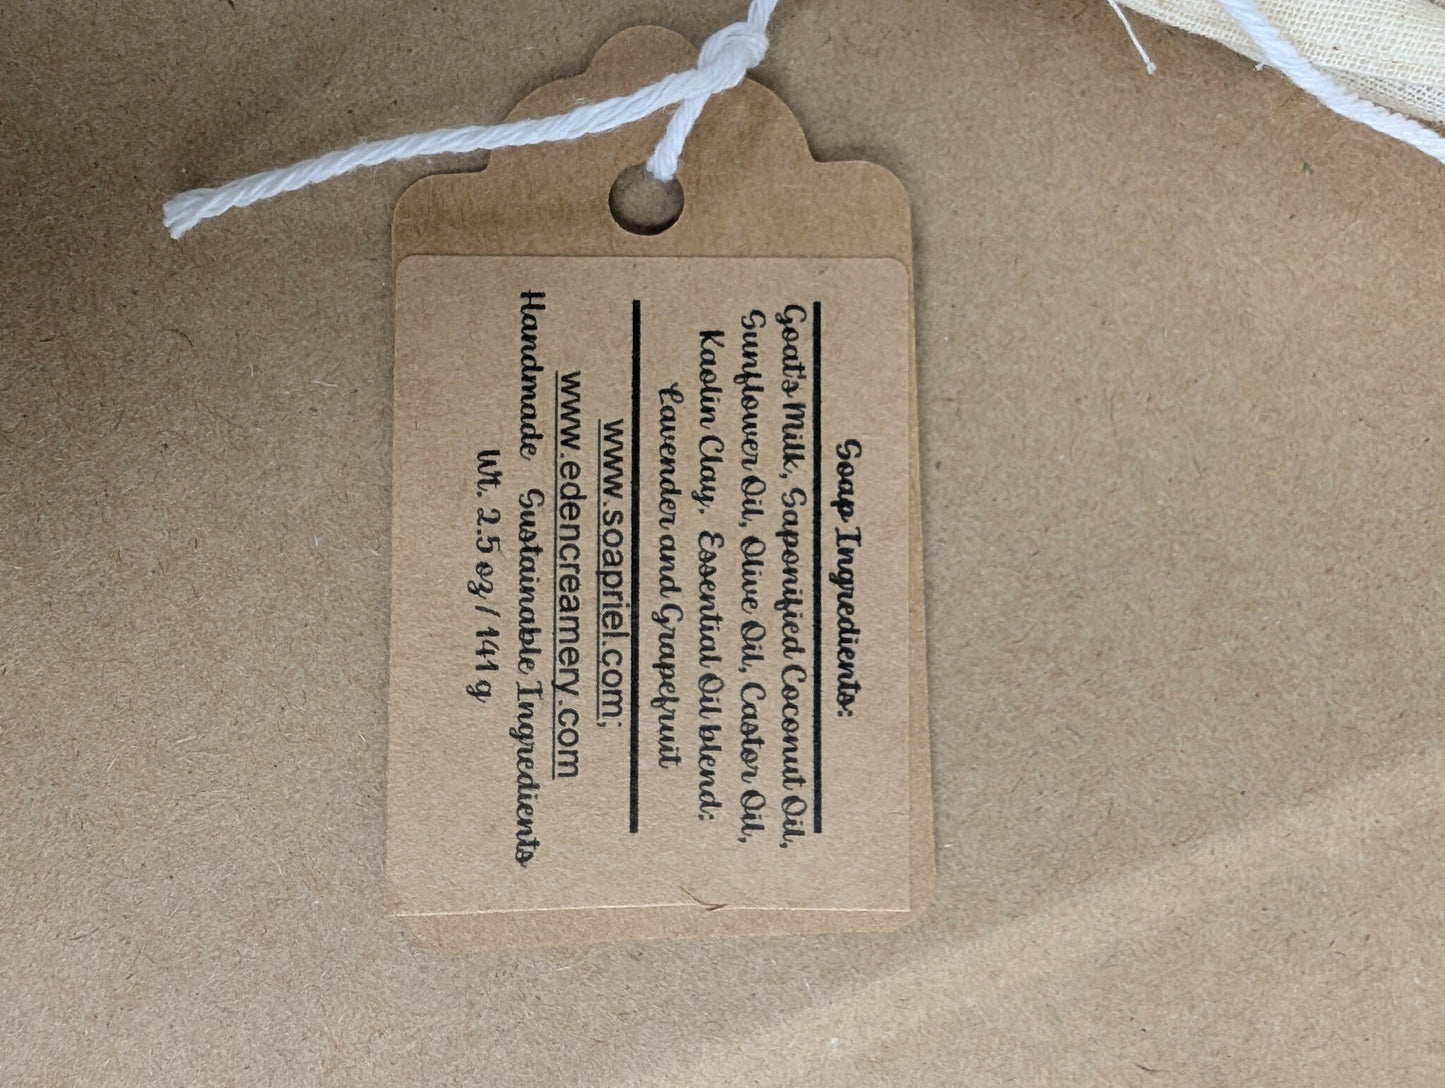 Soap Ingredients:
Goat's Milk, Saponified Coconut Oil,
Sunflower Oil, Olive Oil, Castor Oil,
Kaolin Clay, Essential Oil blend:
Lavender and Grapefruit
www.soapriel.com;
www.edencreamery.com
Handmade Sustainable Ingredients
Wt. 2.5 oz / 141 g